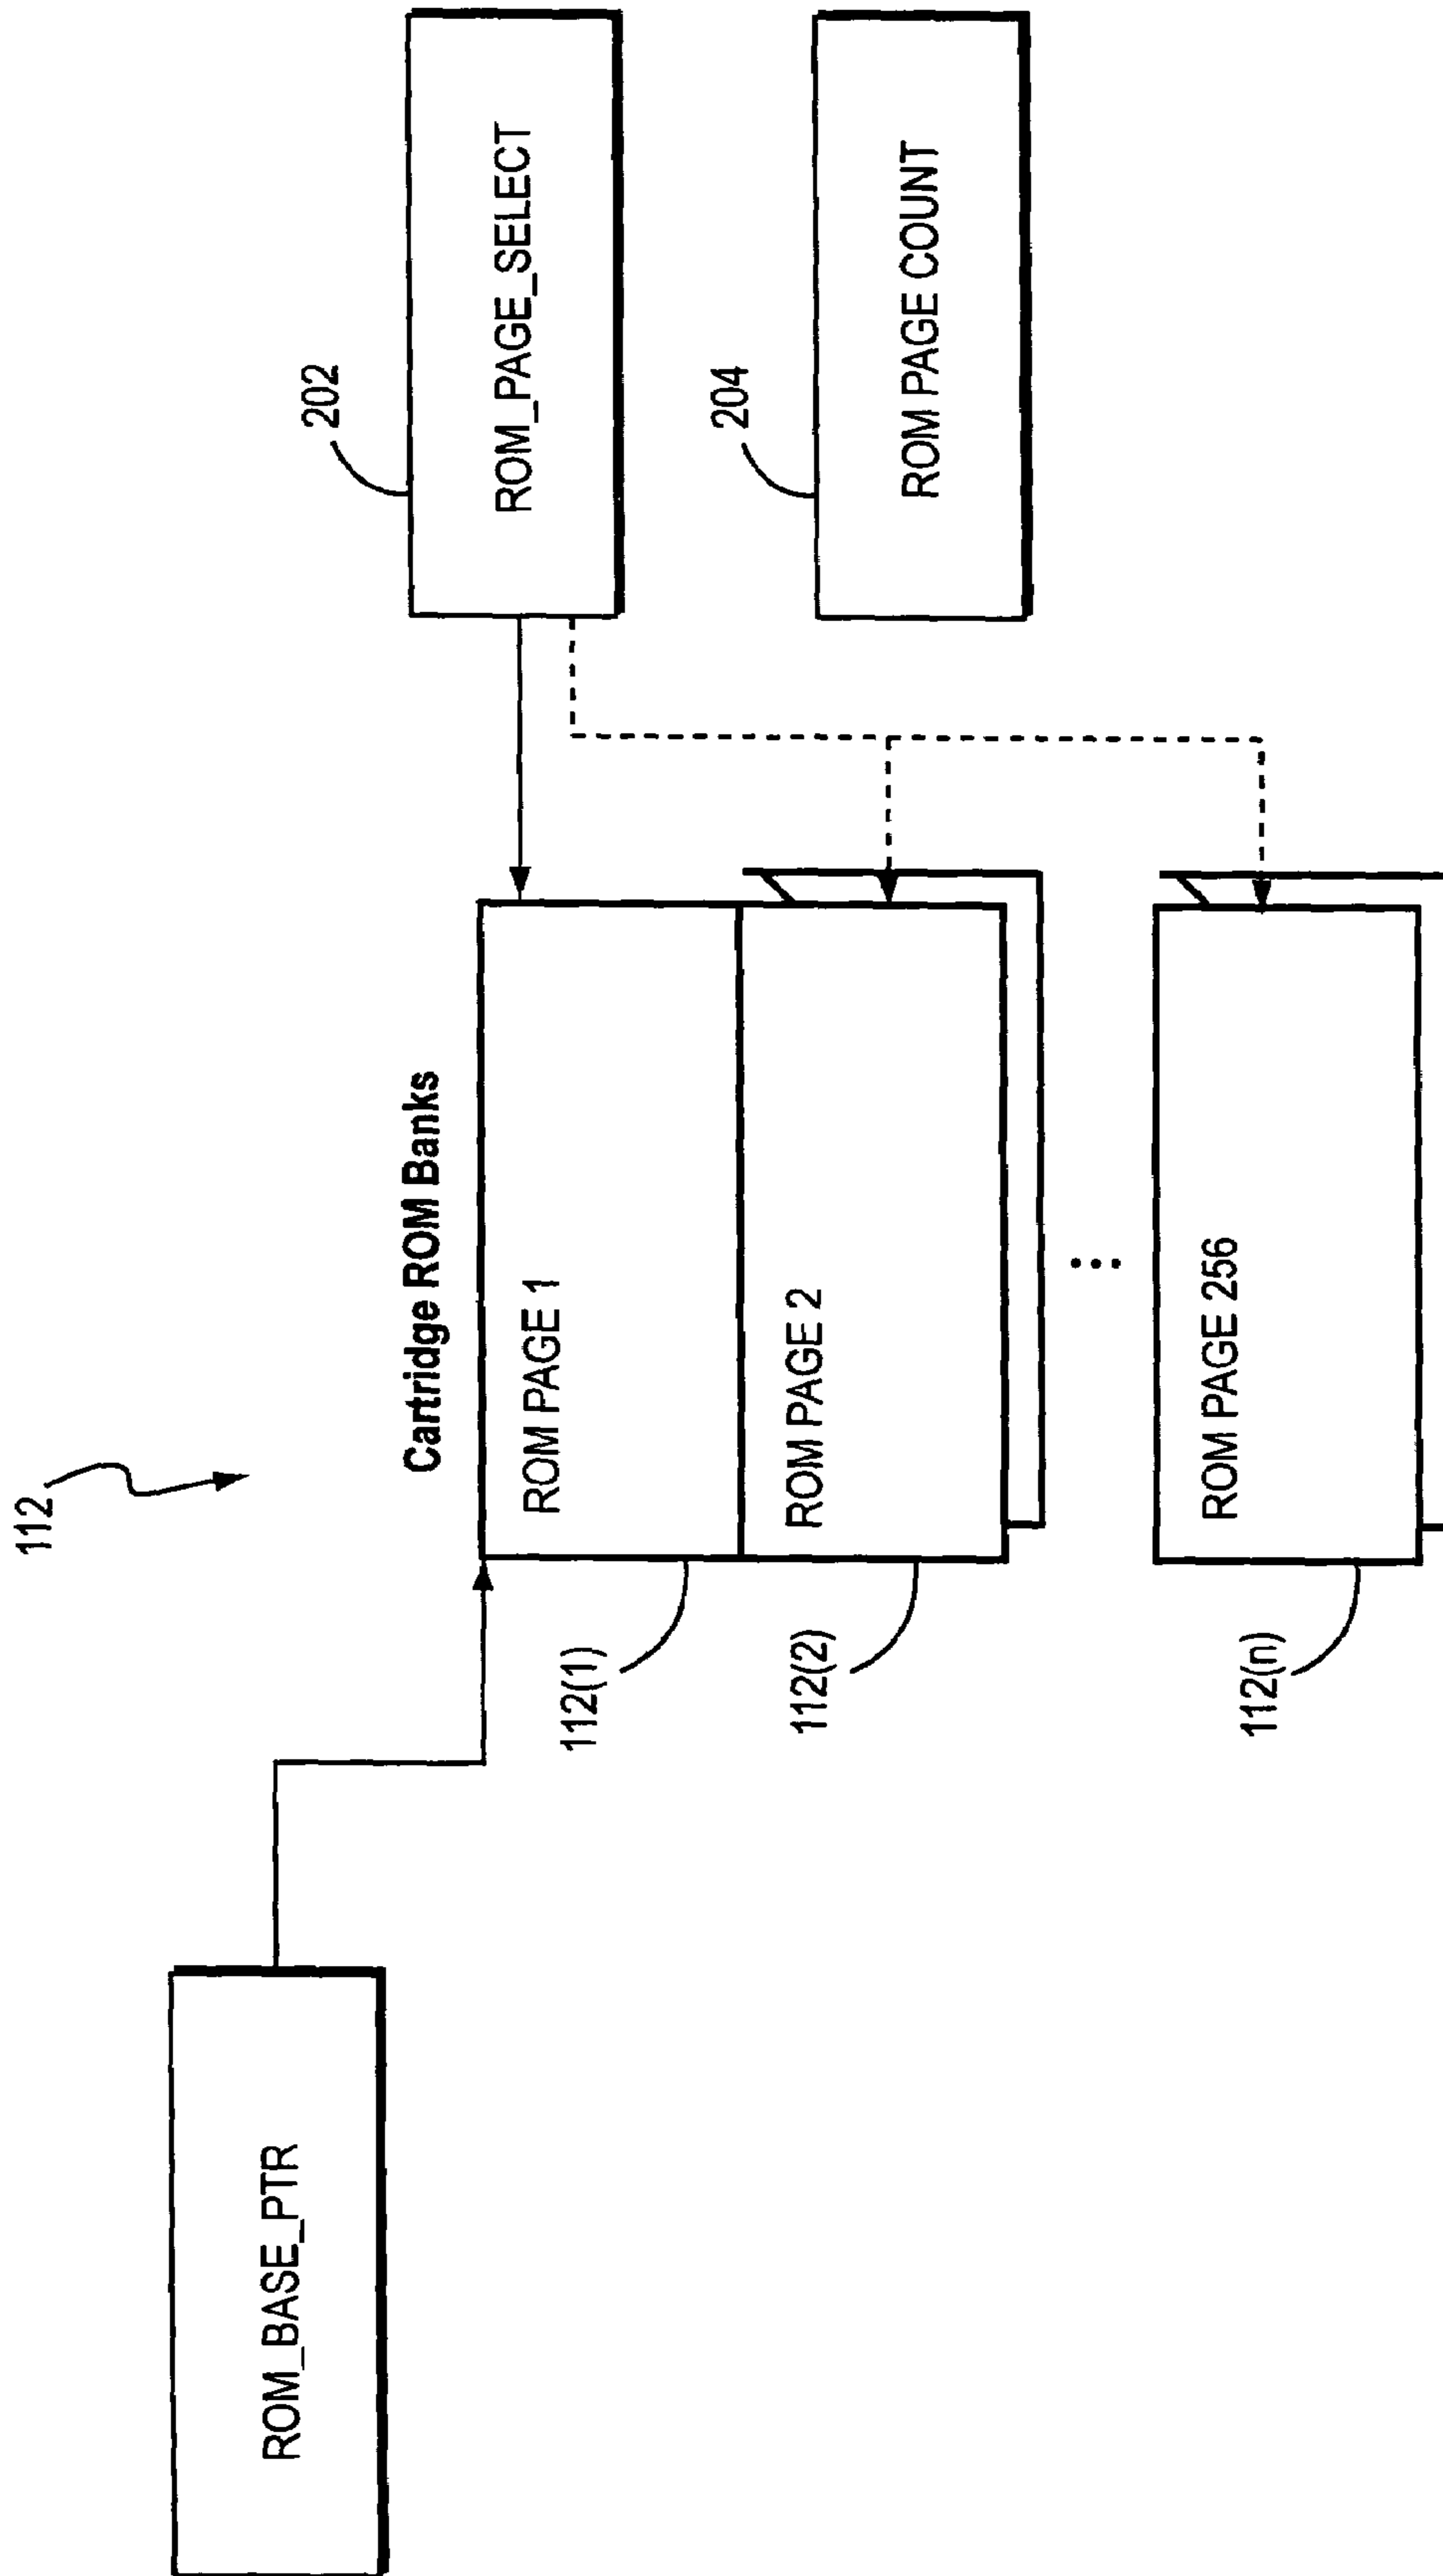 112
Cartridge ROM Banks
ROM_BASE_PTR
ROM PAGE 1
112(1)
ROM PAGE 2
112(2)
⋮
ROM PAGE 256
112(n)
202
ROM_PAGE_SELECT
204
ROM PAGE COUNT